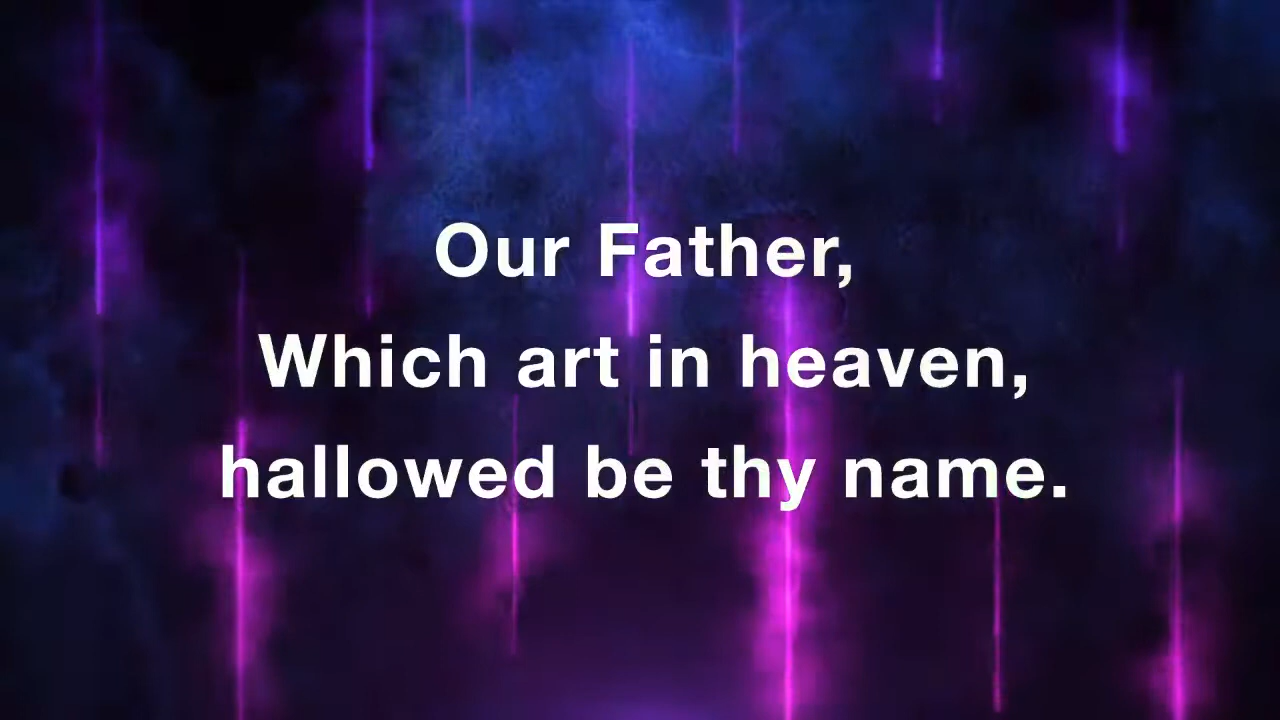 Our Father,
Which art in heaven,
hallowed be thy name.